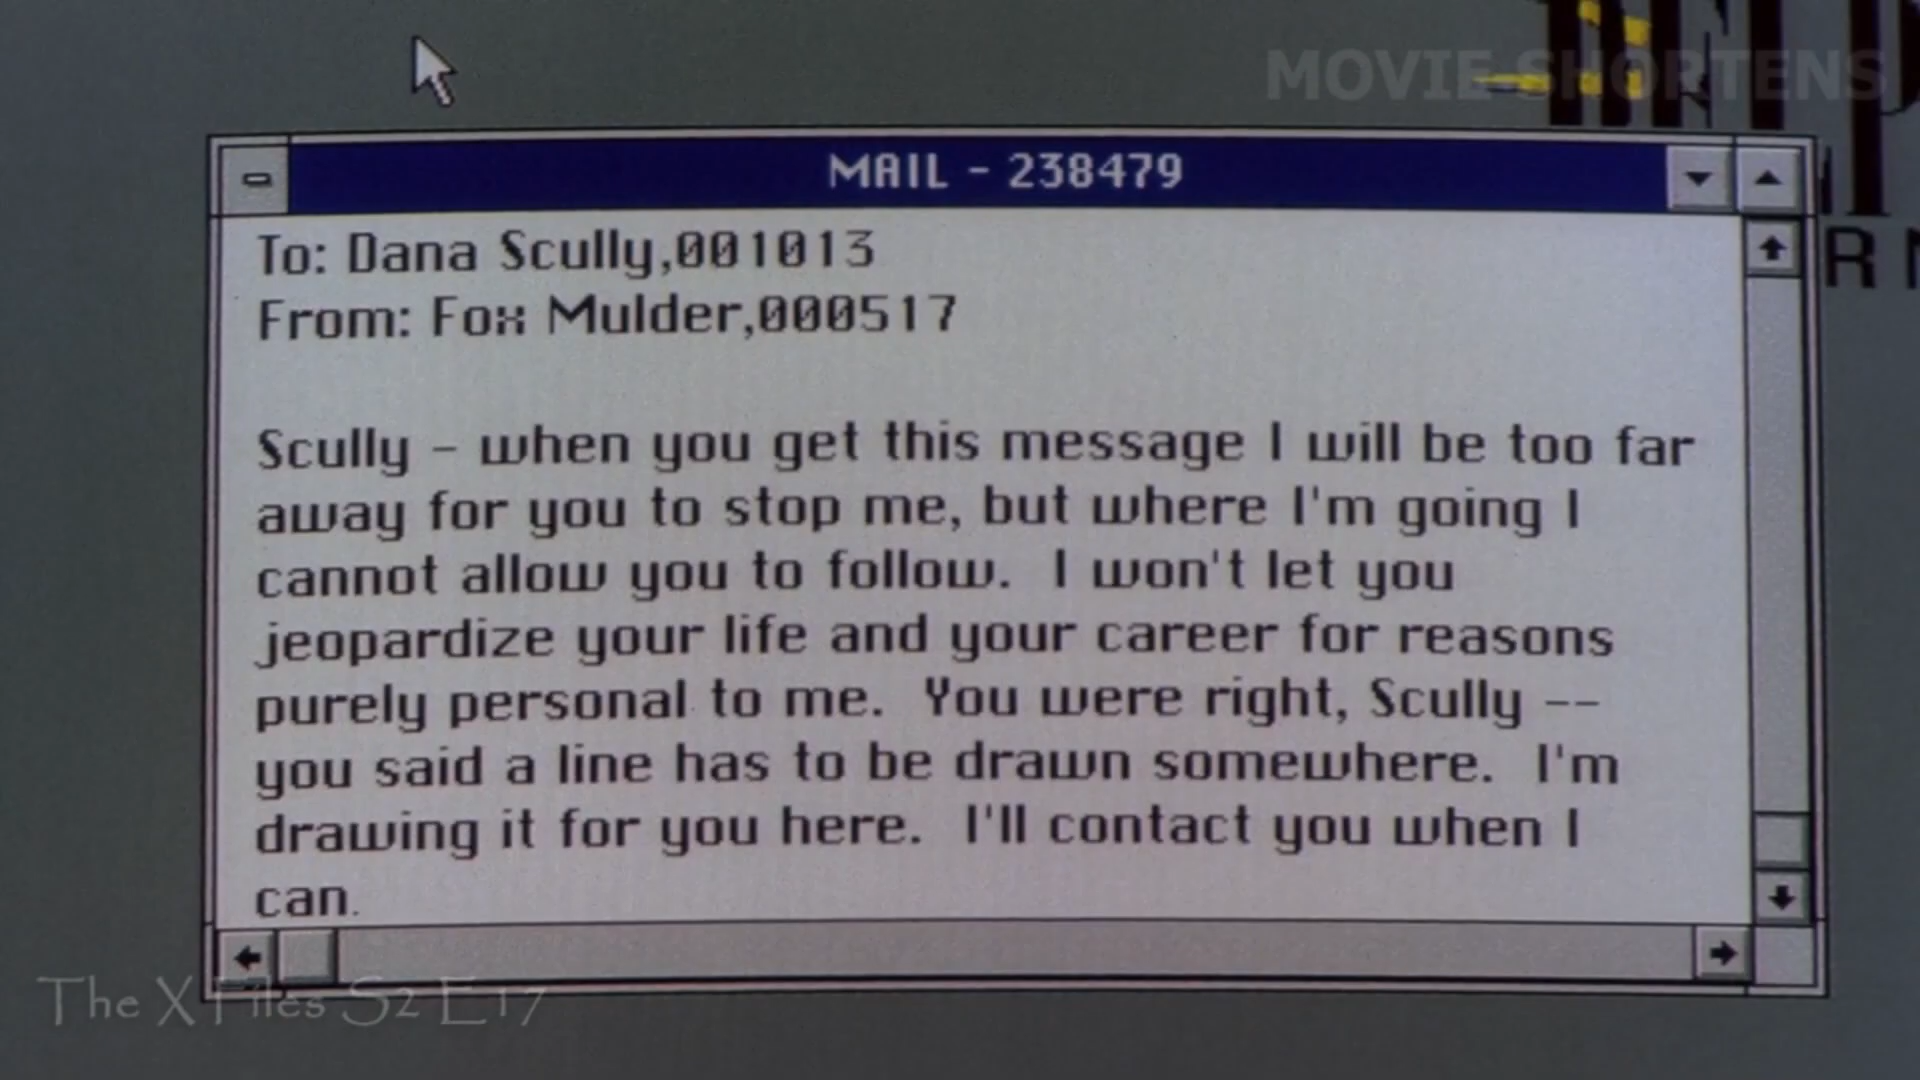 MOVIE SHORTENS
MAIL - 238479
To: Dana Scully,001013
From: Fox Mulder,000517
Scully - when you get this message I will be too far
away for you to stop me, but where I'm going I
cannot allow you to follow.  I won't let you
jeopardize your life and your career for reasons
purely personal to me.  You were right, Scully --
you said a line has to be drawn somewhere.  I'm
drawing it for you here.  I'll contact you when I
can.
The X Files S2 E17